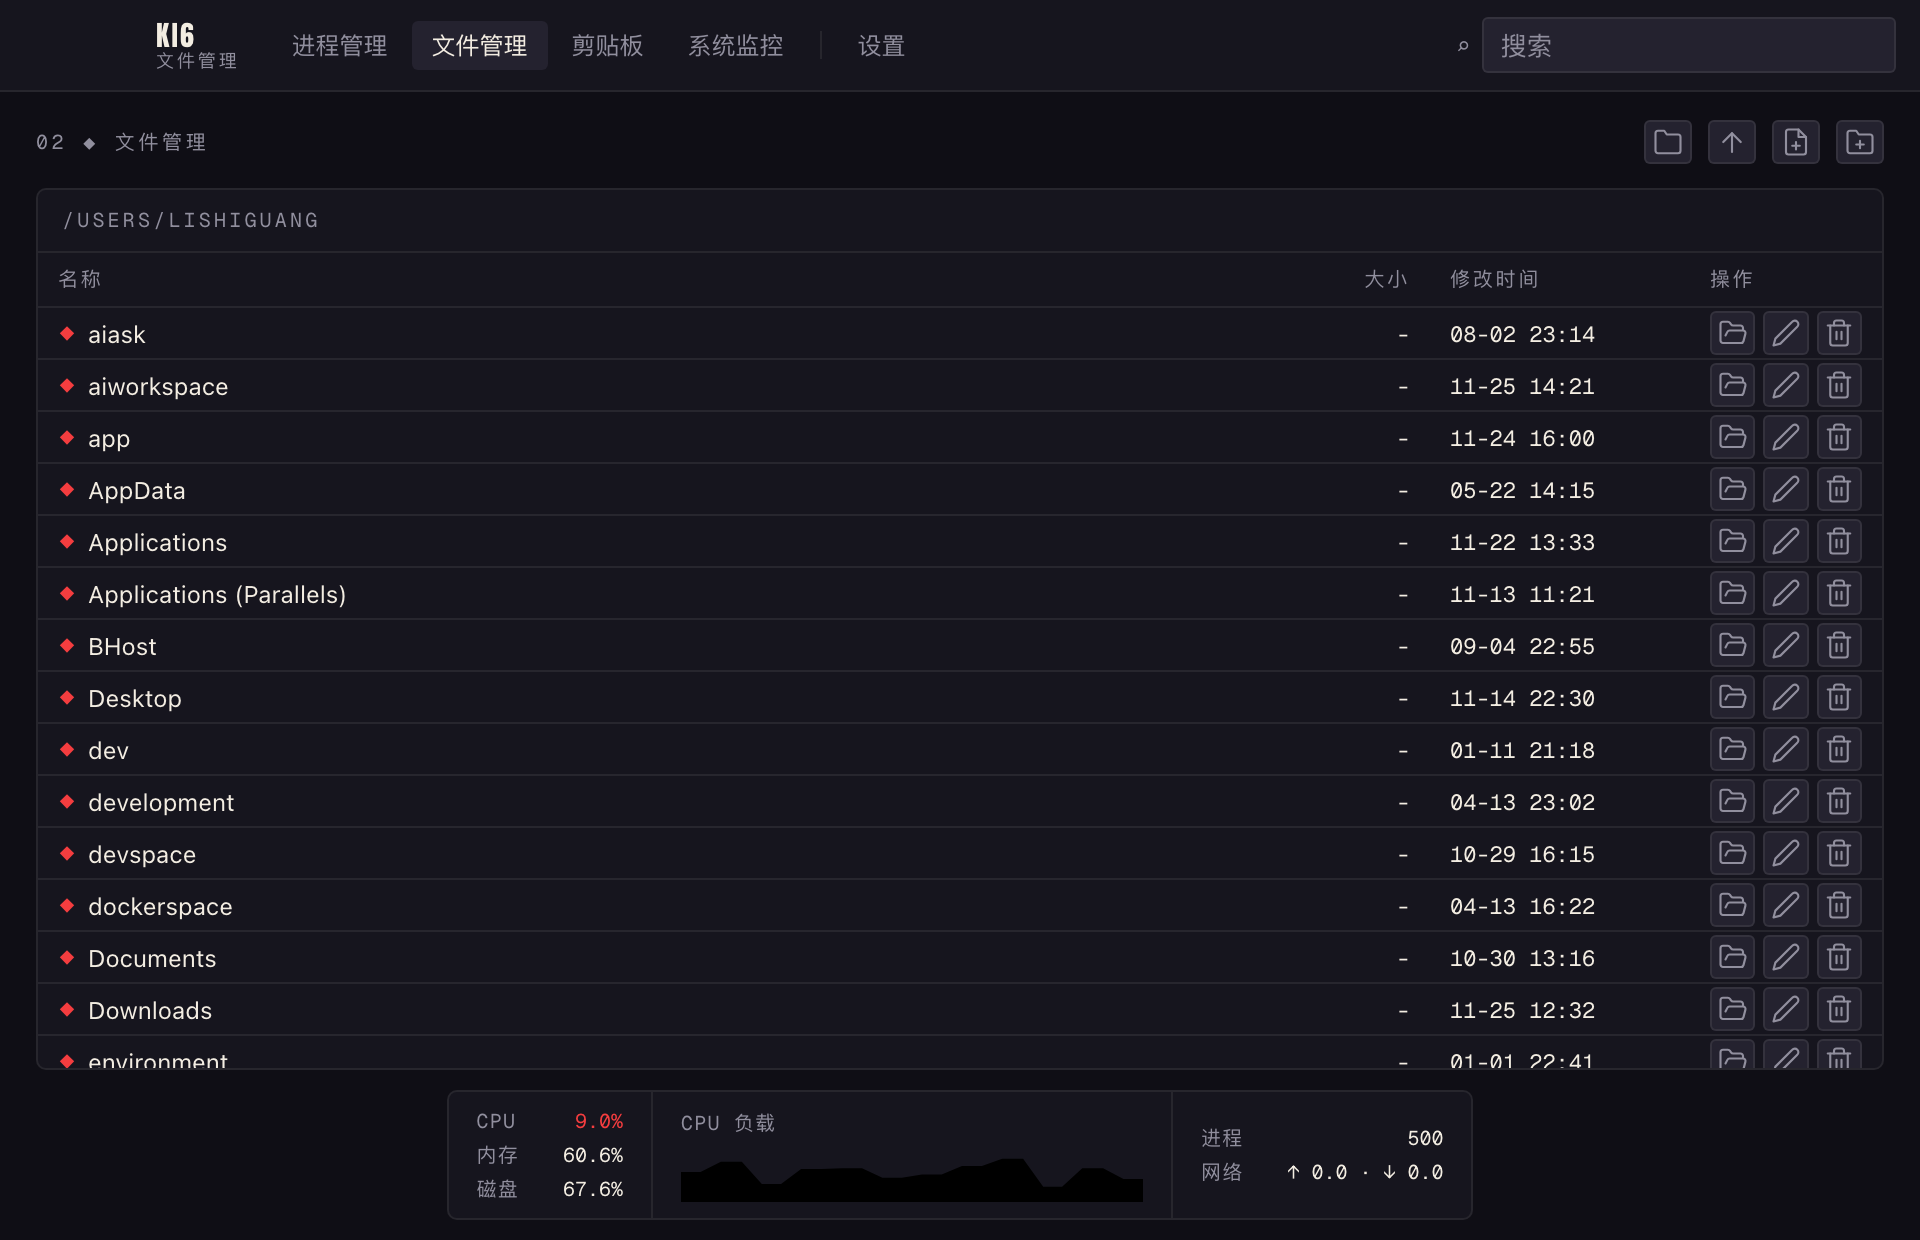 KI6
文件管理
进程管理 文件管理 剪贴板 系统监控 设置
搜索
02 ◆ 文件管理
/USERS/LISHIGUANG
名称 大小 修改时间 操作
aiask - 08-02 23:14
aiworkspace - 11-25 14:21
app - 11-24 16:00
AppData - 05-22 14:15
Applications - 11-22 13:33
Applications (Parallels) - 11-13 11:21
BHost - 09-04 22:55
Desktop - 11-14 22:30
dev - 01-11 21:18
development - 04-13 23:02
devspace - 10-29 16:15
dockerspace - 04-13 16:22
Documents - 10-30 13:16
Downloads - 11-25 12:32
environment - 01-01 22:41
CPU 9.0%
内存 60.6%
磁盘 67.6%
CPU 负载
进程 500
网络 ↑ 0.0 · ↓ 0.0